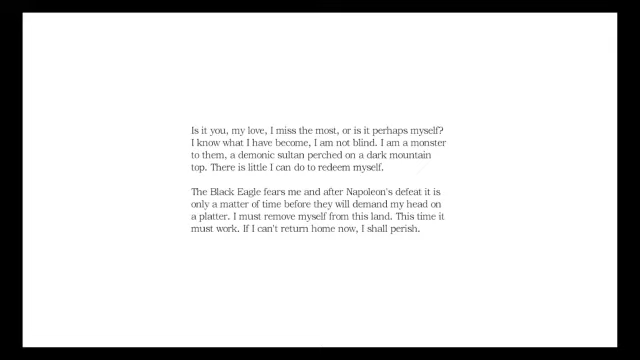 Is it you, my love, I miss the most, or is it perhaps myself?
I know what I have become, I am not blind. I am a monster
to them, a demonic sultan perched on a dark mountain
top. There is little I can do to redeem myself.
The Black Eagle fears me and after Napoleon's defeat it is
only a matter of time before they will demand my head on
a platter. I must remove myself from this land. This time it
must work. If I can't return home now, I shall perish.